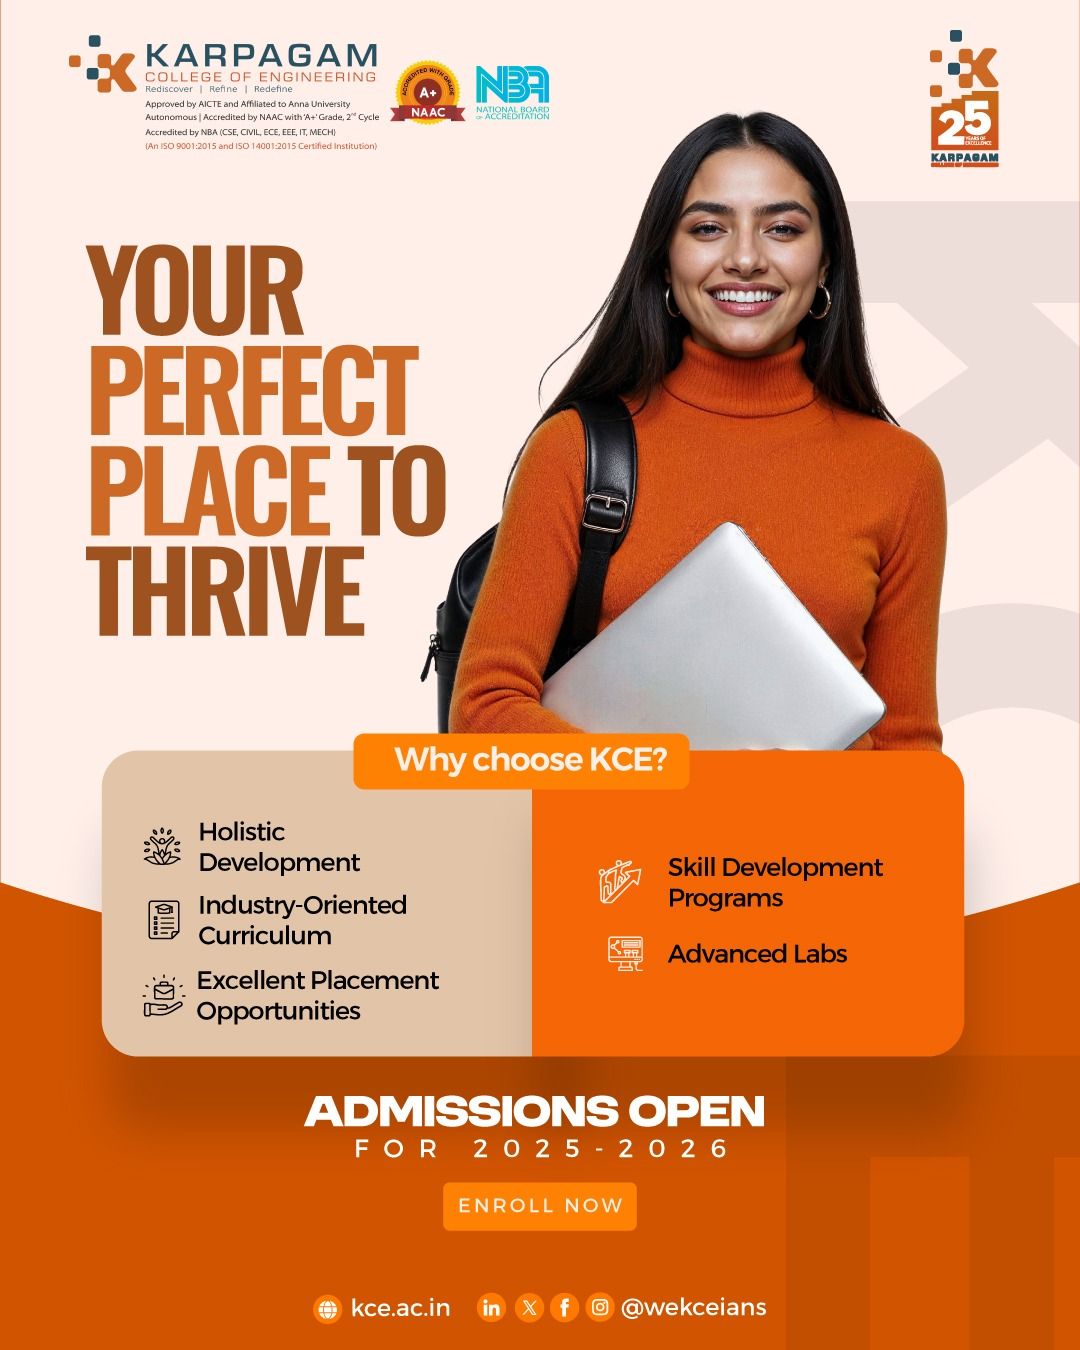 KARPAGAM
COLLEGE OF ENGINEERING
Rediscover | Refine | Redefine
Approved by AICTE and Affiliated to Anna University
Autonomous | Accredited by NAAC with 'A+' Grade, 2nd Cycle
Accredited by NBA (CSE, CIVIL, ECE, EEE, IT, MECH)
(An ISO 9001:2015 and ISO 14001:2015 Certified Institution)
ACCREDITED WITH GRADE
A+
NAAC
NBA
NATIONAL BOARD
OF ACCREDITATION
25
YEARS OF
EXCELLENCE
KARPAGAM
YOUR
PERFECT
PLACE TO
THRIVE
Why choose KCE?
Holistic
Development
Industry-Oriented
Curriculum
Excellent Placement
Opportunities
Skill Development
Programs
Advanced Labs
ADMISSIONS OPEN
FOR 2025-2026
ENROLL NOW
kce.ac.in @wekceians